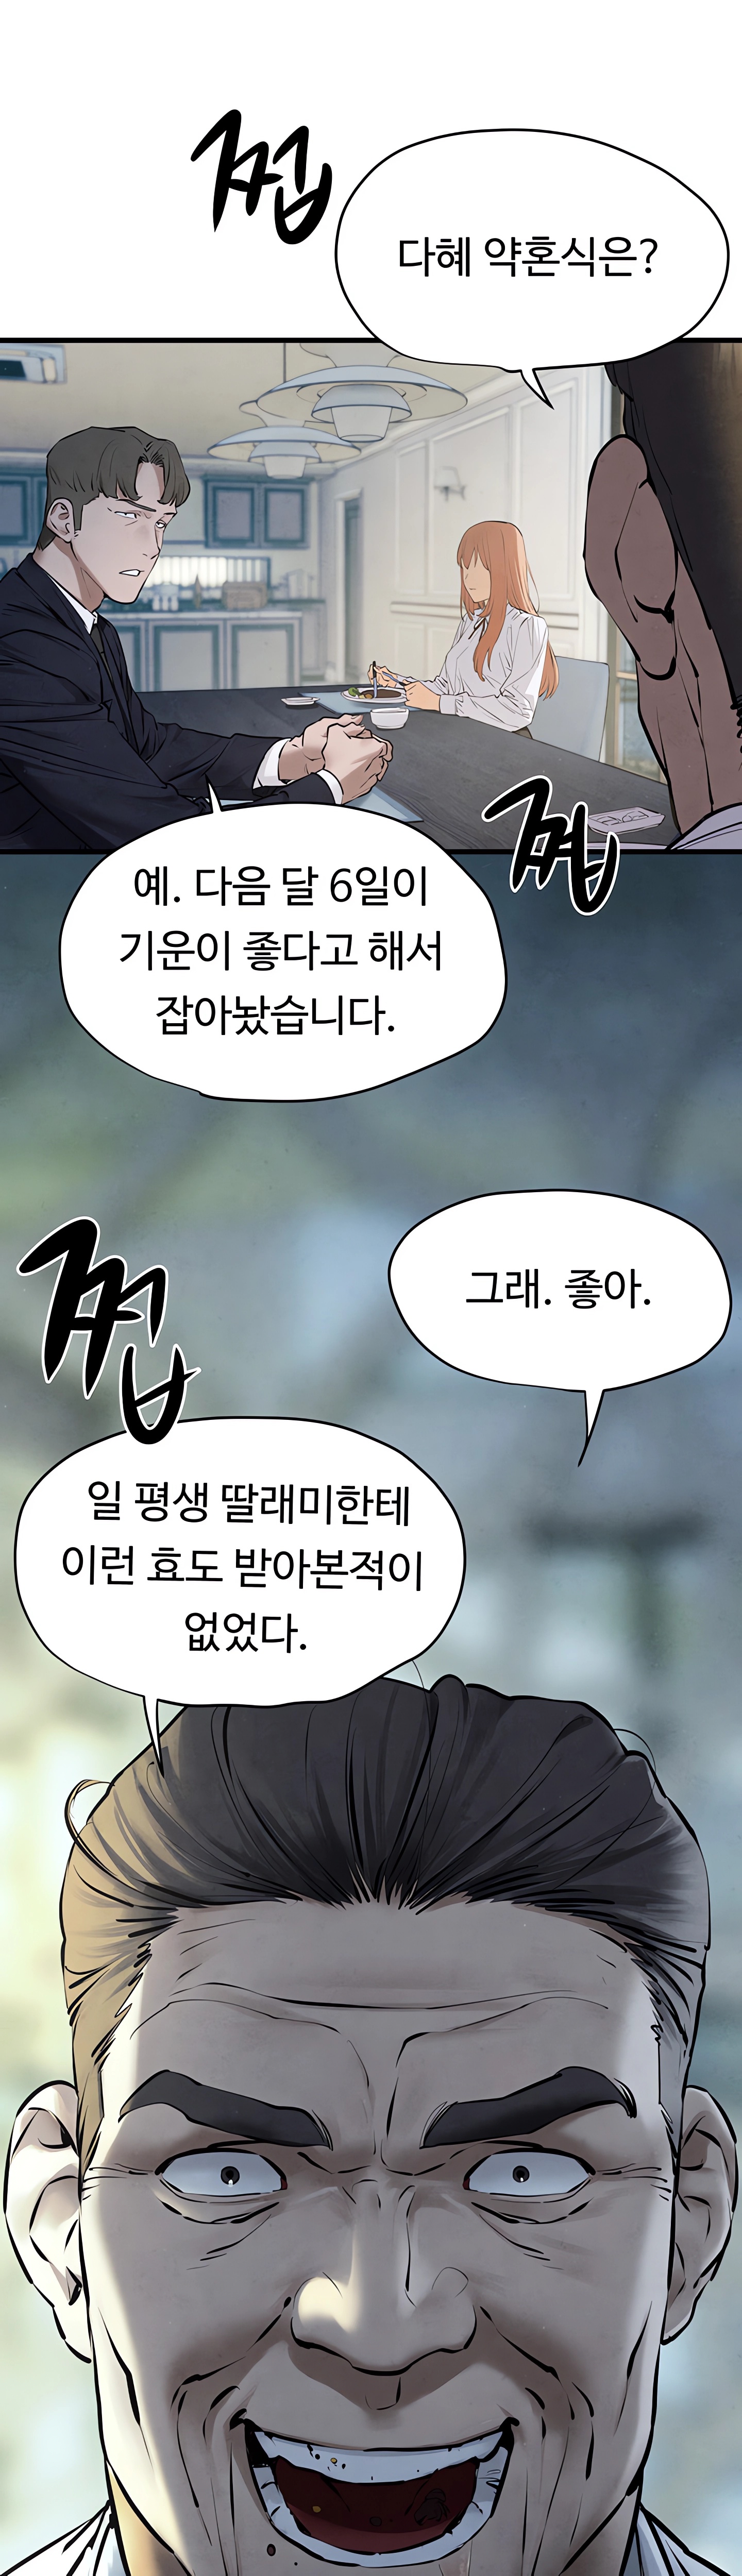 쩝
다혜 약혼식은?
쩝
예. 다음 달 6일이
기운이 좋다고 해서
잡아놨습니다.
그래. 좋아.
쩝
일 평생 딸래미한테
이런 효도 받아본적이
없었다.